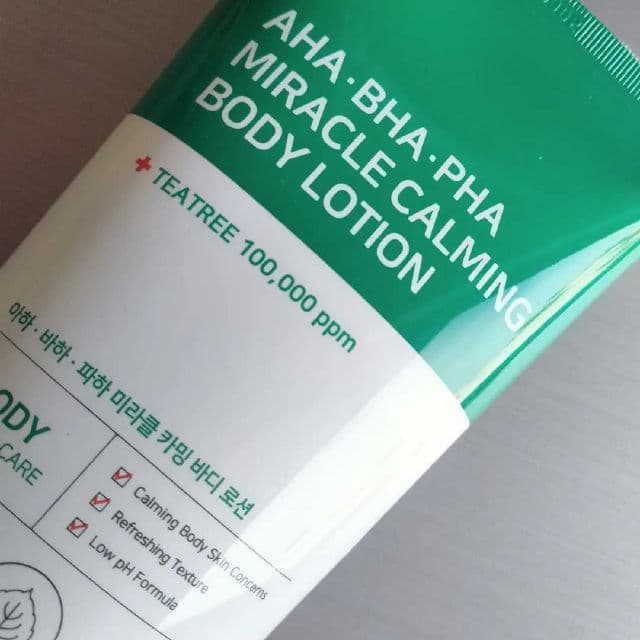 AHA·BHA·PHA
MIRACLE CALMING
BODY LOTION
+ TEATREE 100,000 ppm
아하·바하·파하 미라클 카밍 바디 로션
CARE
Calming Body Skin Concerns
Refreshing Texture
Low pH Formula